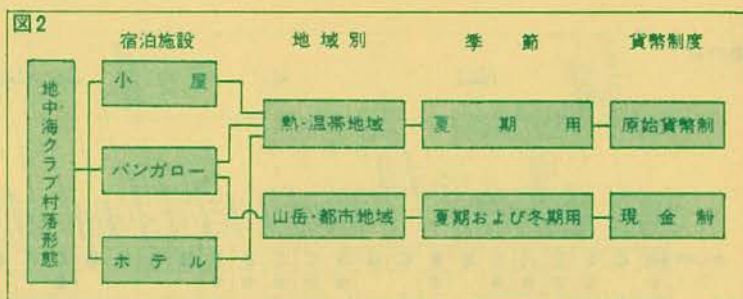 図2
宿泊施設 地域別 季節 貨幣制度
地中海クラブ村落形態
小屋
熱・温帯地域 夏期用 原始貨幣制
バンガロー
山岳・都市地域 夏期および冬期用 現金制
ホテル